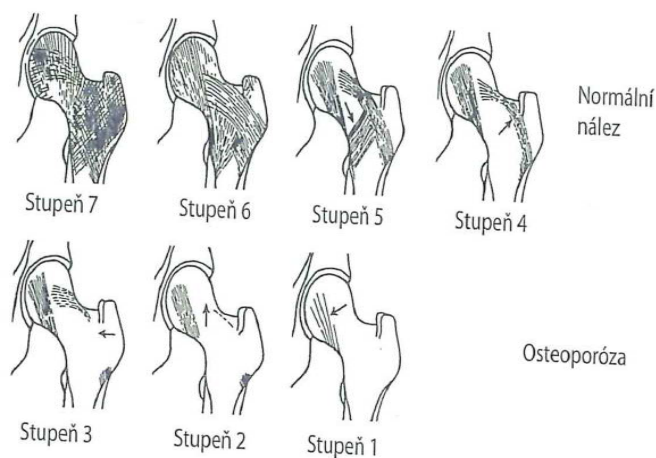 Stupeň 7
Stupeň 6
Stupeň 5
Stupeň 4
Normální
nález
Stupeň 3
Stupeň 2
Stupeň 1
Osteoporóza